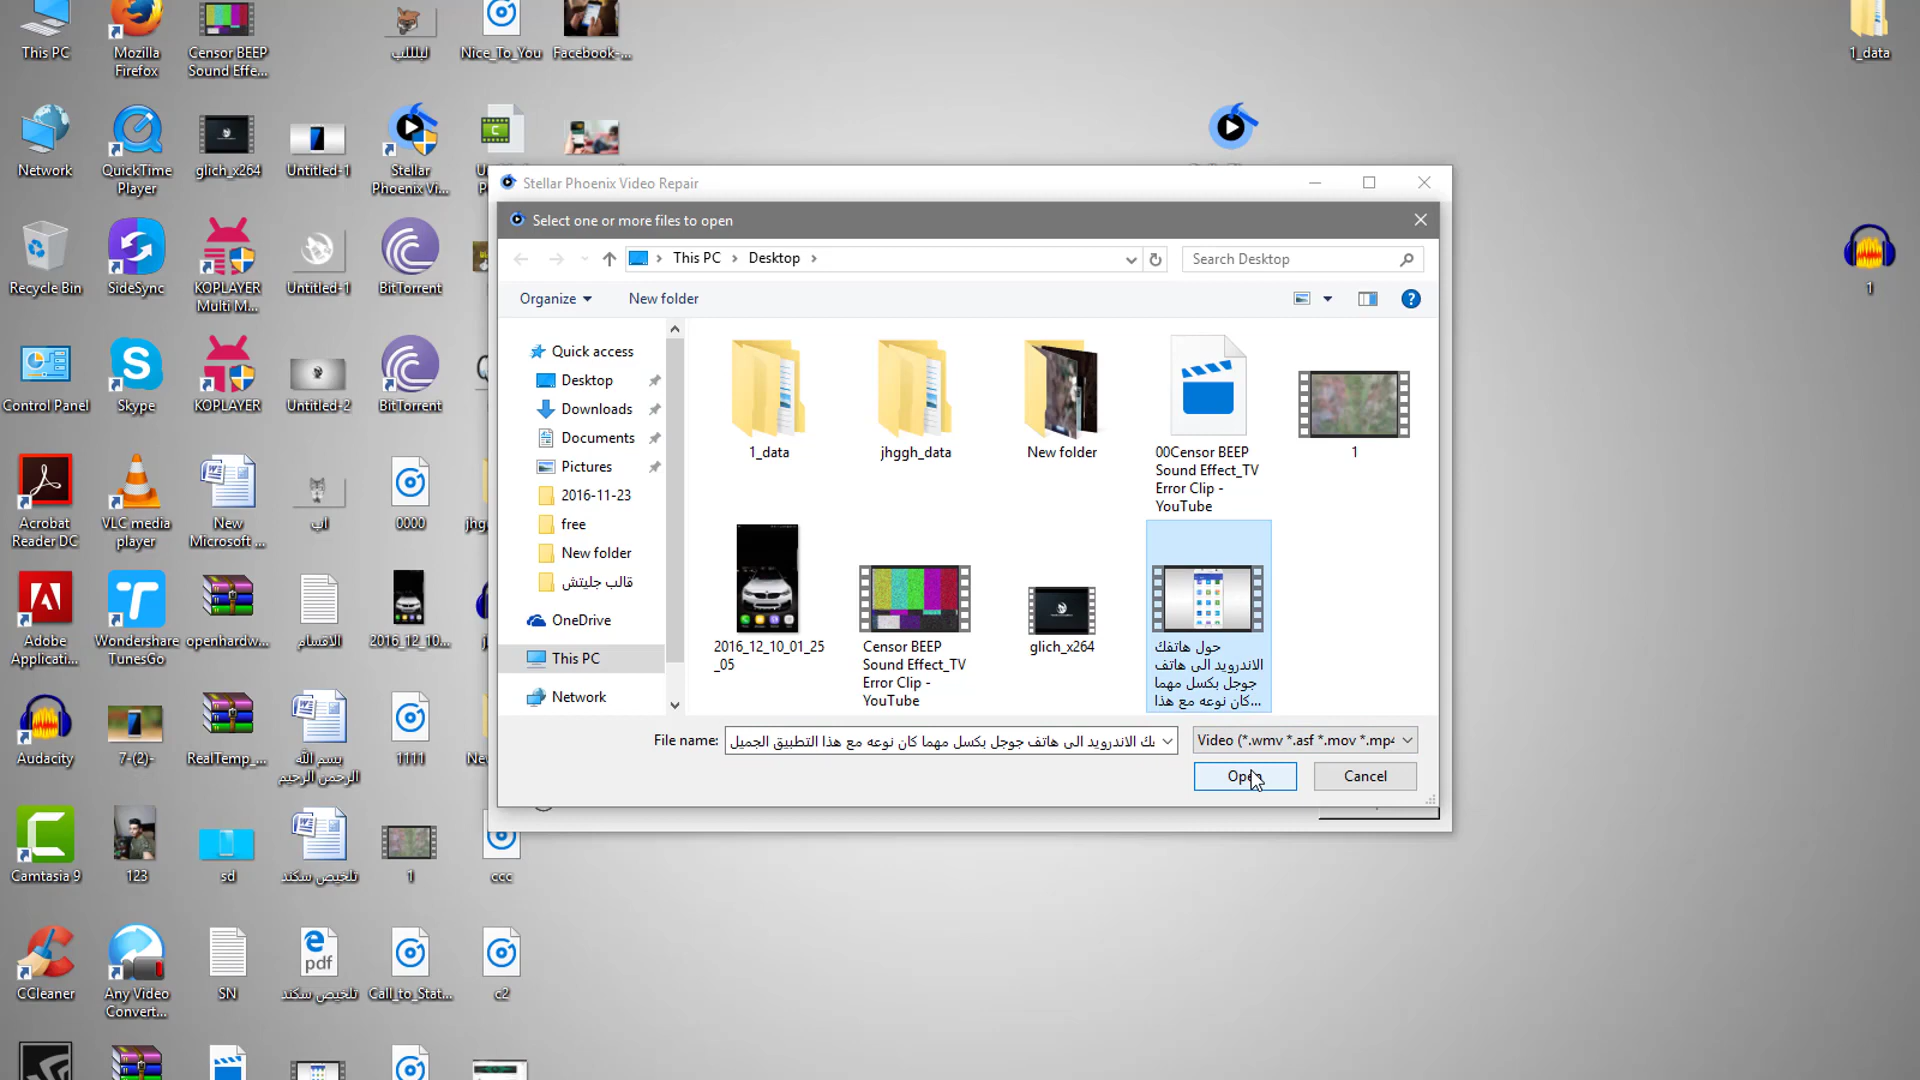 This PC
Mozilla
Firefox
Censor BEEP
Sound Effe...
لبلللب
Nice_To_You
Facebook-...
1_data
Network
QuickTime
Player
glich_x264
Untitled-1
Stellar
Phoenix Vi...
Recycle Bin
SideSync
KOPLAYER
Multi M...
Untitled-1
BitTorrent
1
Control Panel
Skype
KOPLAYER
Untitled-2
BitTorrent
Acrobat
Reader DC
VLC media
player
New
Microsoft ...
اب
0000
Adobe
Applicati...
Wondershare
TunesGo
openhardw...
الاقسام
2016_12_10...
Audacity
7-(2)-
RealTemp_...
بسم الله
الرحمن الرحيم
1111
Camtasia 9
123
sd
تلخيص سكند
1
ccc
CCleaner
Any Video
Convert...
SN
pdf
تلخيص سكند
Call_to_Stat...
c2
Stellar Phoenix Video Repair
Select one or more files to open
This PC
Desktop
Search Desktop
Organize
New folder
Quick access
Desktop
Downloads
Documents
Pictures
2016-11-23
free
New folder
قالب جليتش
OneDrive
This PC
Network
1_data
jhggh_data
New folder
00Censor BEEP
Sound Effect_TV
Error Clip -
YouTube
1
2016_12_10_01_25
_05
Censor BEEP
Sound Effect_TV
Error Clip -
YouTube
glich_x264
حول هاتفك
الاندرويد الى هاتف
جوجل بكسل مهما
كان نوعه مع هذا...
File name:
ك الاندرويد الى هاتف جوجل بكسل مهما كان نوعه مع هذا التطبيق الجميل
Video (*.wmv *.asf *.mov *.mp4
Open
Cancel